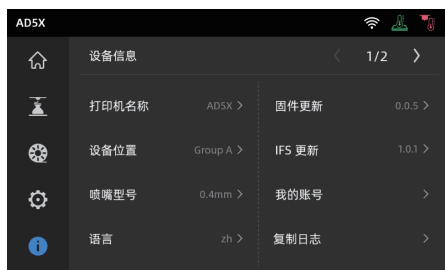 AD5X
设备信息 1/2
打印机名称 AD5X 固件更新 0.0.5
设备位置 Group A IFS 更新 1.0.1
喷嘴型号 0.4mm 我的账号
语言 zh 复制日志